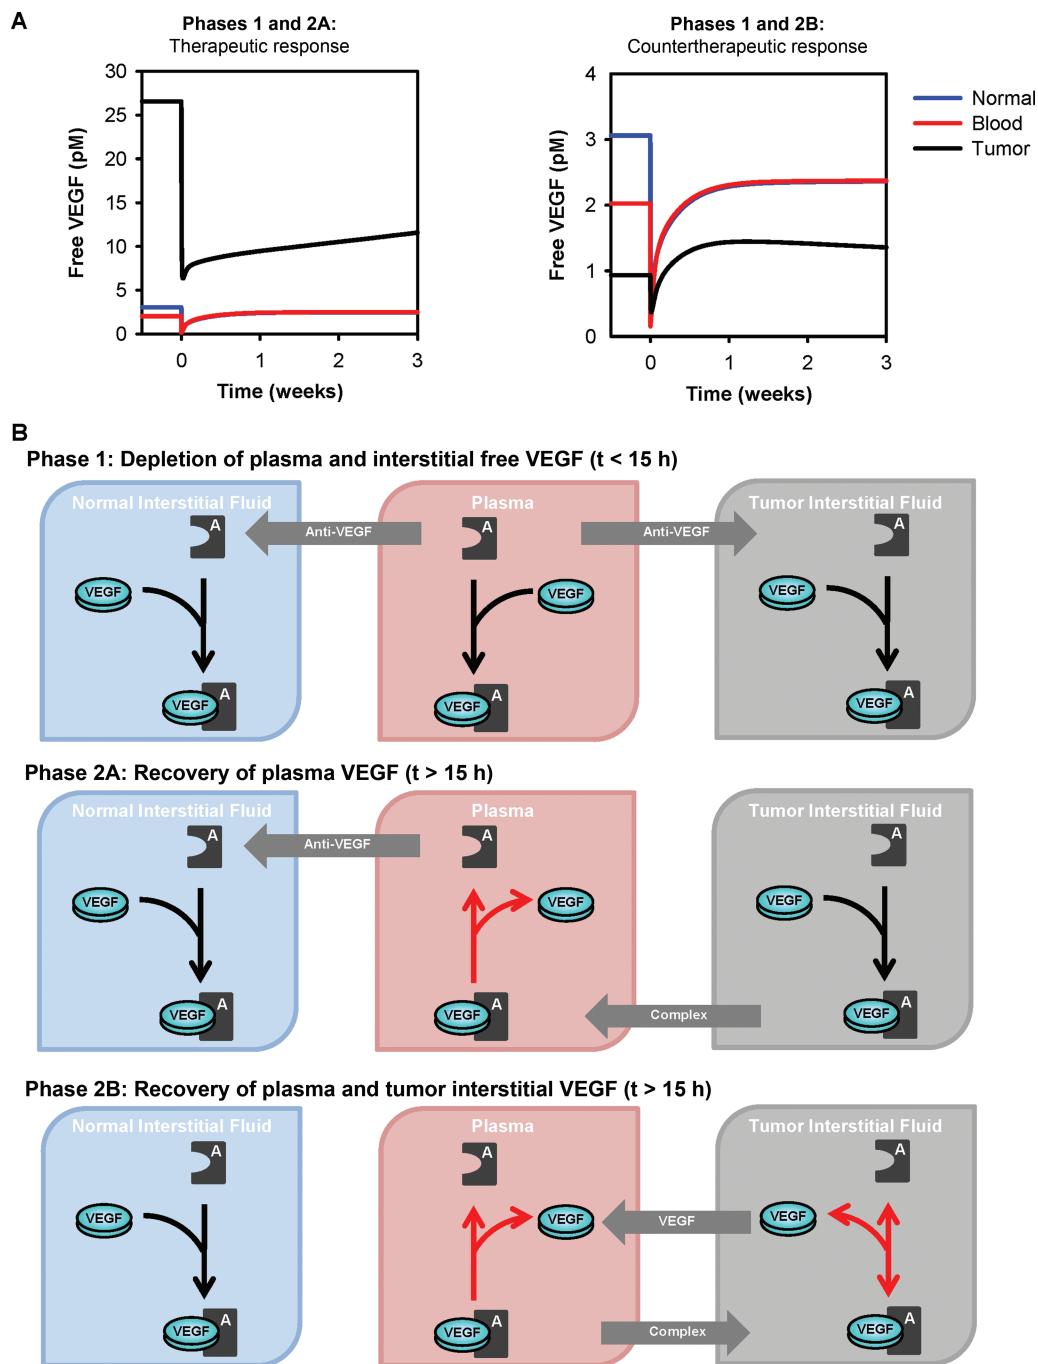 A
Phases 1 and 2A:
Therapeutic response
Phases 1 and 2B:
Countertherapeutic response
30
25
20
15
10
5
0
Free VEGF (pM)
0 1 2 3
Time (weeks)
4
3
2
1
0
Free VEGF (pM)
0 1 2 3
Time (weeks)
Normal
Blood
Tumor
B
Phase 1: Depletion of plasma and interstitial free VEGF (t < 15 h)
Normal Interstitial Fluid
Plasma
Tumor Interstitial Fluid
A
Anti-VEGF
A
Anti-VEGF
A
VEGF
VEGF
VEGF
VEGF A
VEGF A
VEGF A
Phase 2A: Recovery of plasma VEGF (t > 15 h)
Normal Interstitial Fluid
Plasma
Tumor Interstitial Fluid
A
Anti-VEGF
A
A
VEGF
VEGF
VEGF
VEGF A
VEGF A
Complex
VEGF A
Phase 2B: Recovery of plasma and tumor interstitial VEGF (t > 15 h)
Normal Interstitial Fluid
Plasma
Tumor Interstitial Fluid
A
A
A
VEGF
VEGF
VEGF
VEGF
VEGF A
VEGF A
Complex
VEGF A